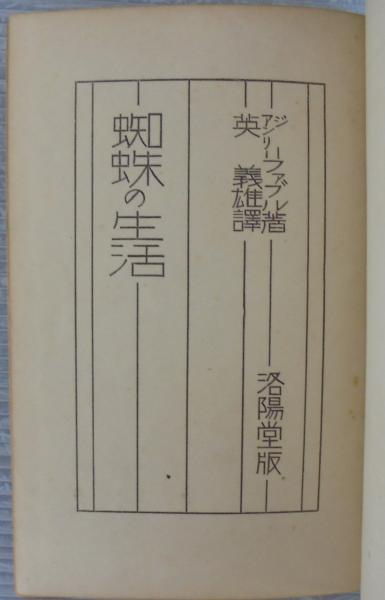 ジアンリーファブル著
英義雄譯
洛陽堂版
蜘蛛の生活